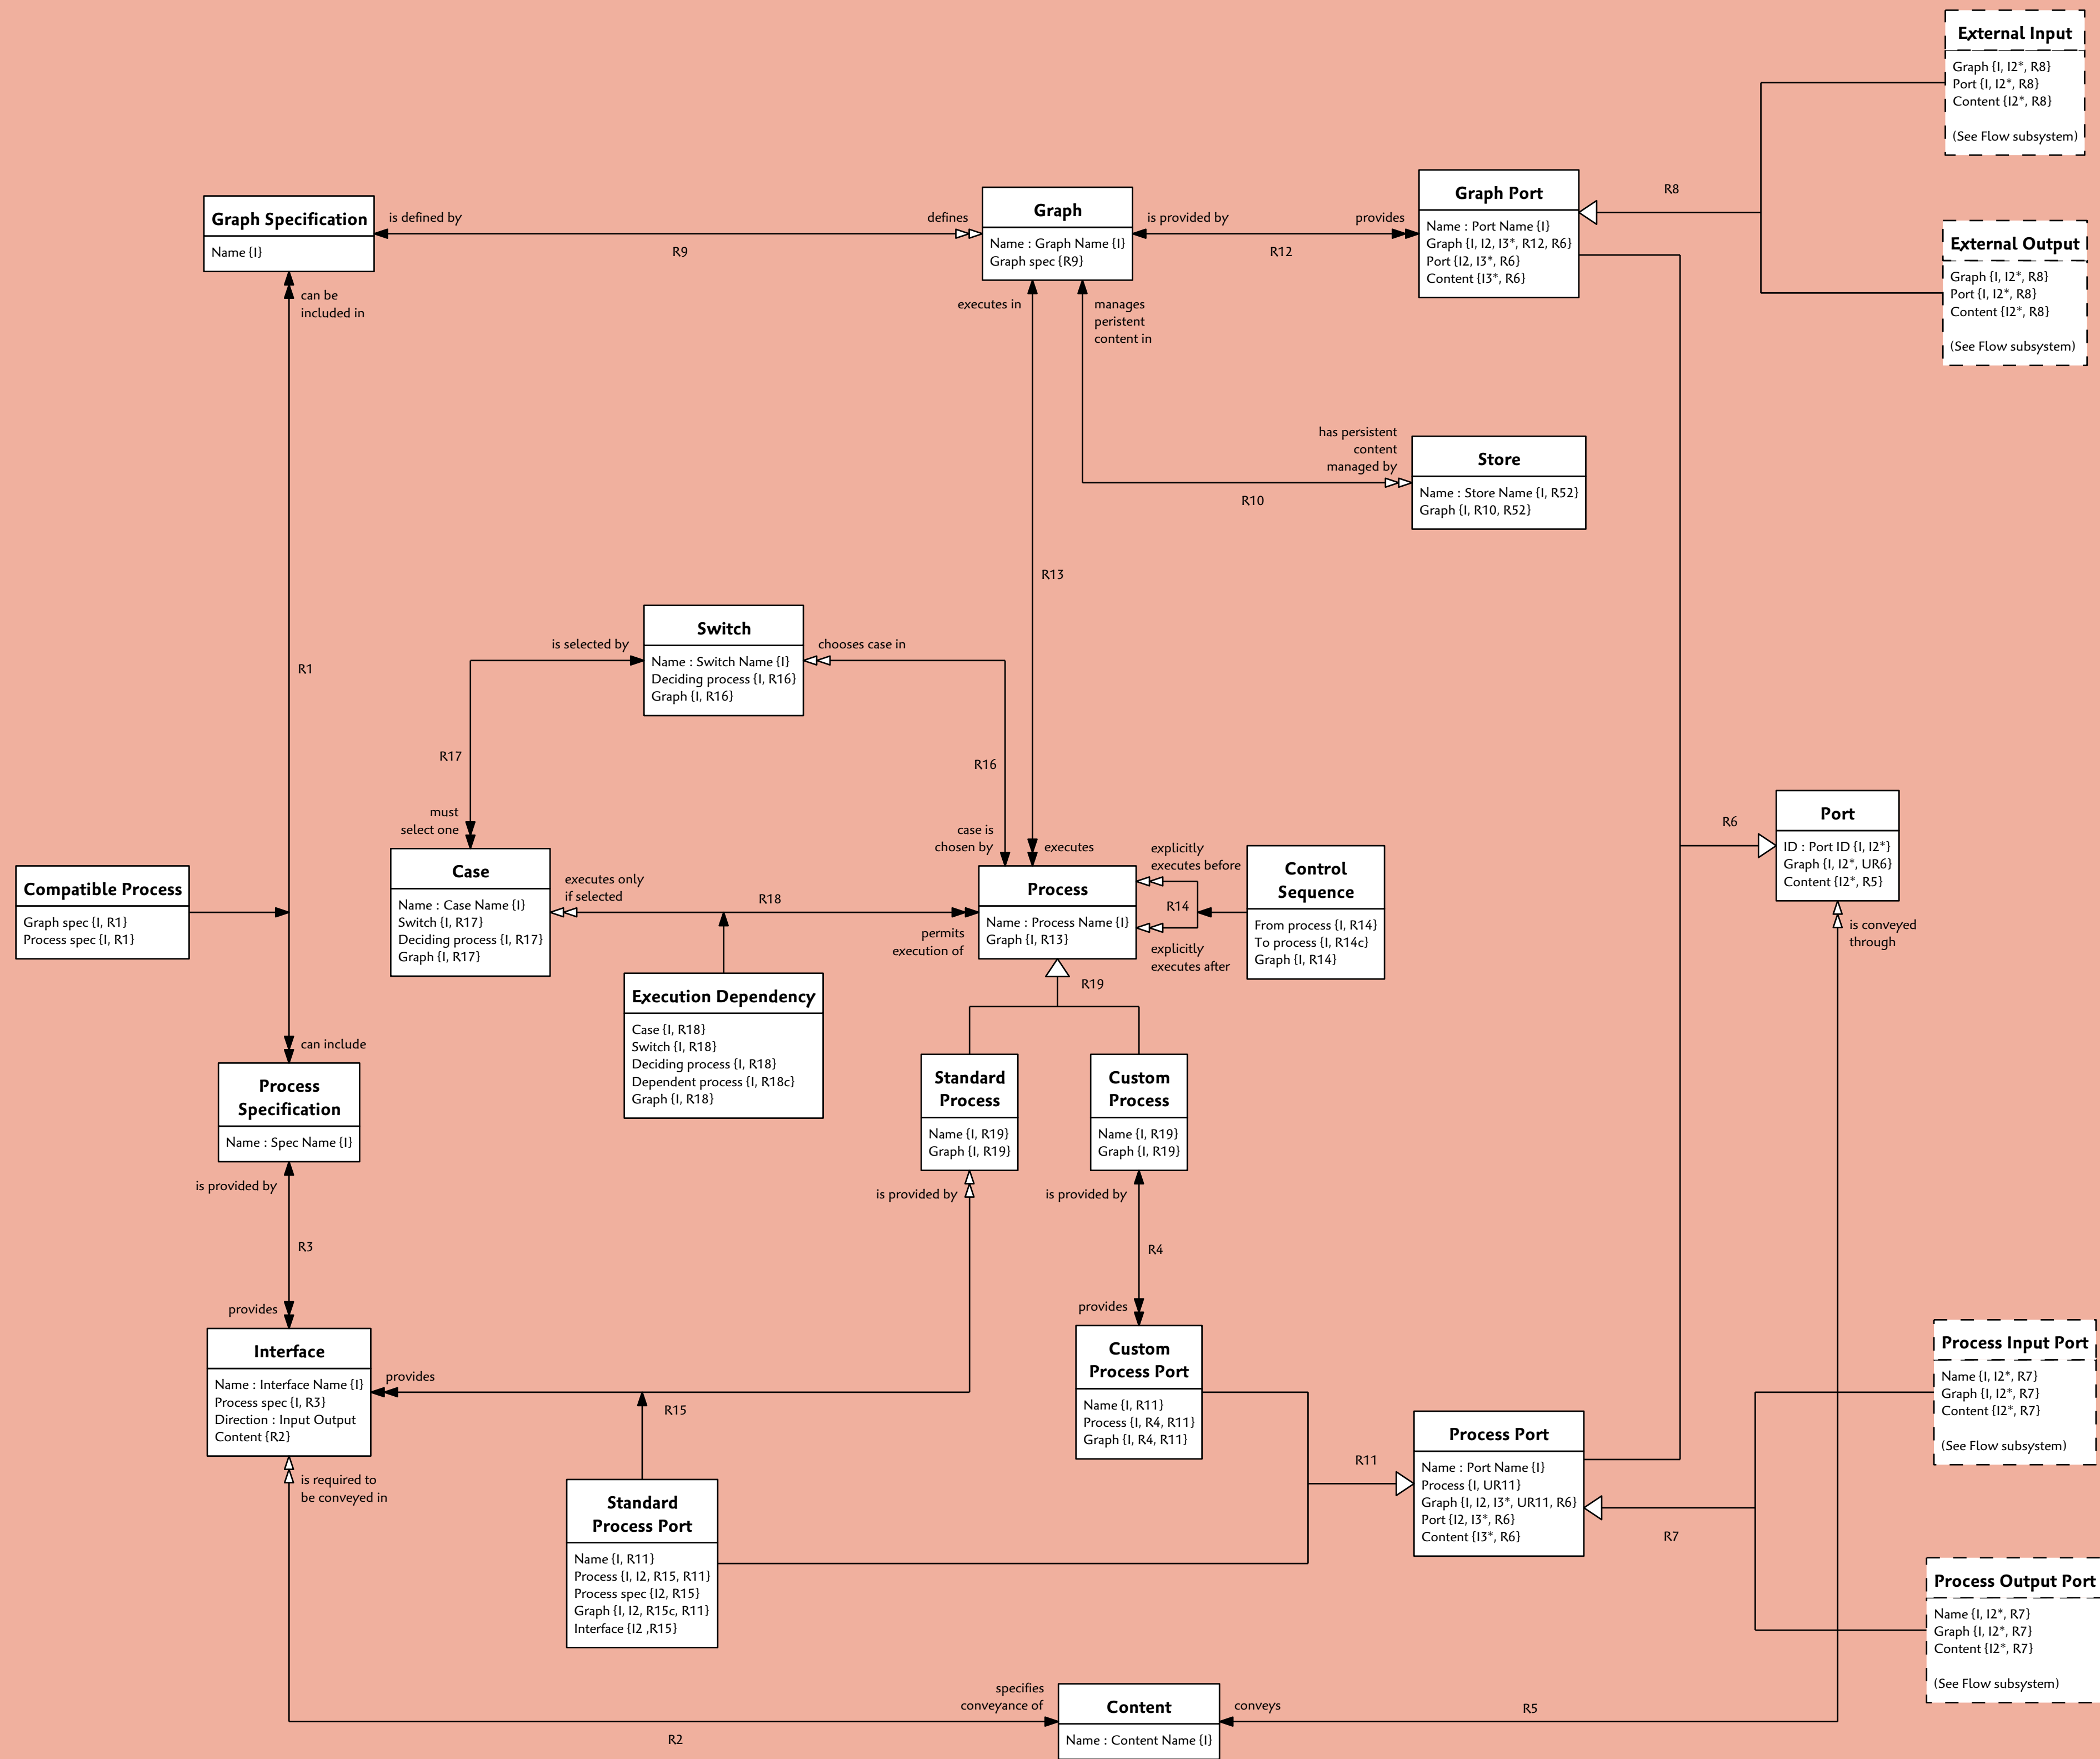 External Input
Graph {I, I2*, R8}
Port {I, I2*, R8}
Content {I2*, R8}
(See Flow subsystem)
R8
External Output
Graph {I, I2*, R8}
Port {I, I2*, R8}
Content {I2*, R8}
(See Flow subsystem)
Graph Specification
Name {I}
is defined by
defines
R9
Graph
Name : Graph Name {I}
Graph spec {R9}
is provided by
provides
R12
Graph Port
Name : Port Name {I}
Graph {I, I2, I3*, R12, R6}
Port {I2, I3*, R6}
Content {I3*, R6}
can be
included in
executes in
manages
peristent
content in
has persistent
content
managed by
R10
Store
Name : Store Name {I, R52}
Graph {I, R10, R52}
R13
R1
is selected by
Switch
Name : Switch Name {I}
Deciding process {I, R16}
Graph {I, R16}
chooses case in
R17
R16
must
select one
case is
chosen by
executes
R6
Port
ID : Port ID {I, I2*}
Graph {I, I2*, UR6}
Content {I2*, R5}
Compatible Process
Graph spec {I, R1}
Process spec {I, R1}
Case
Name : Case Name {I}
Switch {I, R17}
Deciding process {I, R17}
Graph {I, R17}
executes only
if selected
R18
permits
execution of
Process
Name : Process Name {I}
Graph {I, R13}
explicitly
executes before
R14
explicitly
executes after
Control
Sequence
From process {I, R14}
To process {I, R14c}
Graph {I, R14}
is conveyed
through
Execution Dependency
Case {I, R18}
Switch {I, R18}
Deciding process {I, R18}
Dependent process {I, R18c}
Graph {I, R18}
R19
can include
Process
Specification
Name : Spec Name {I}
Standard
Process
Name {I, R19}
Graph {I, R19}
Custom
Process
Name {I, R19}
Graph {I, R19}
is provided by
is provided by
is provided by
R3
R4
provides
provides
Interface
Name : Interface Name {I}
Process spec {I, R3}
Direction : Input Output
Content {R2}
provides
R15
Custom
Process Port
Name {I, R11}
Process {I, R4, R11}
Graph {I, R4, R11}
R11
Process Port
Name : Port Name {I}
Process {I, UR11}
Graph {I, I2, I3*, UR11, R6}
Port {I2, I3*, R6}
Content {I3*, R6}
R7
Process Input Port
Name {I, I2*, R7}
Graph {I, I2*, R7}
Content {I2*, R7}
(See Flow subsystem)
is required to
be conveyed in
Standard
Process Port
Name {I, R11}
Process {I, I2, R15, R11}
Process spec {I2, R15}
Graph {I, I2, R15c, R11}
Interface {I2 ,R15}
Process Output Port
Name {I, I2*, R7}
Graph {I, I2*, R7}
Content {I2*, R7}
(See Flow subsystem)
specifies
conveyance of
R2
Content
Name : Content Name {I}
conveys
R5